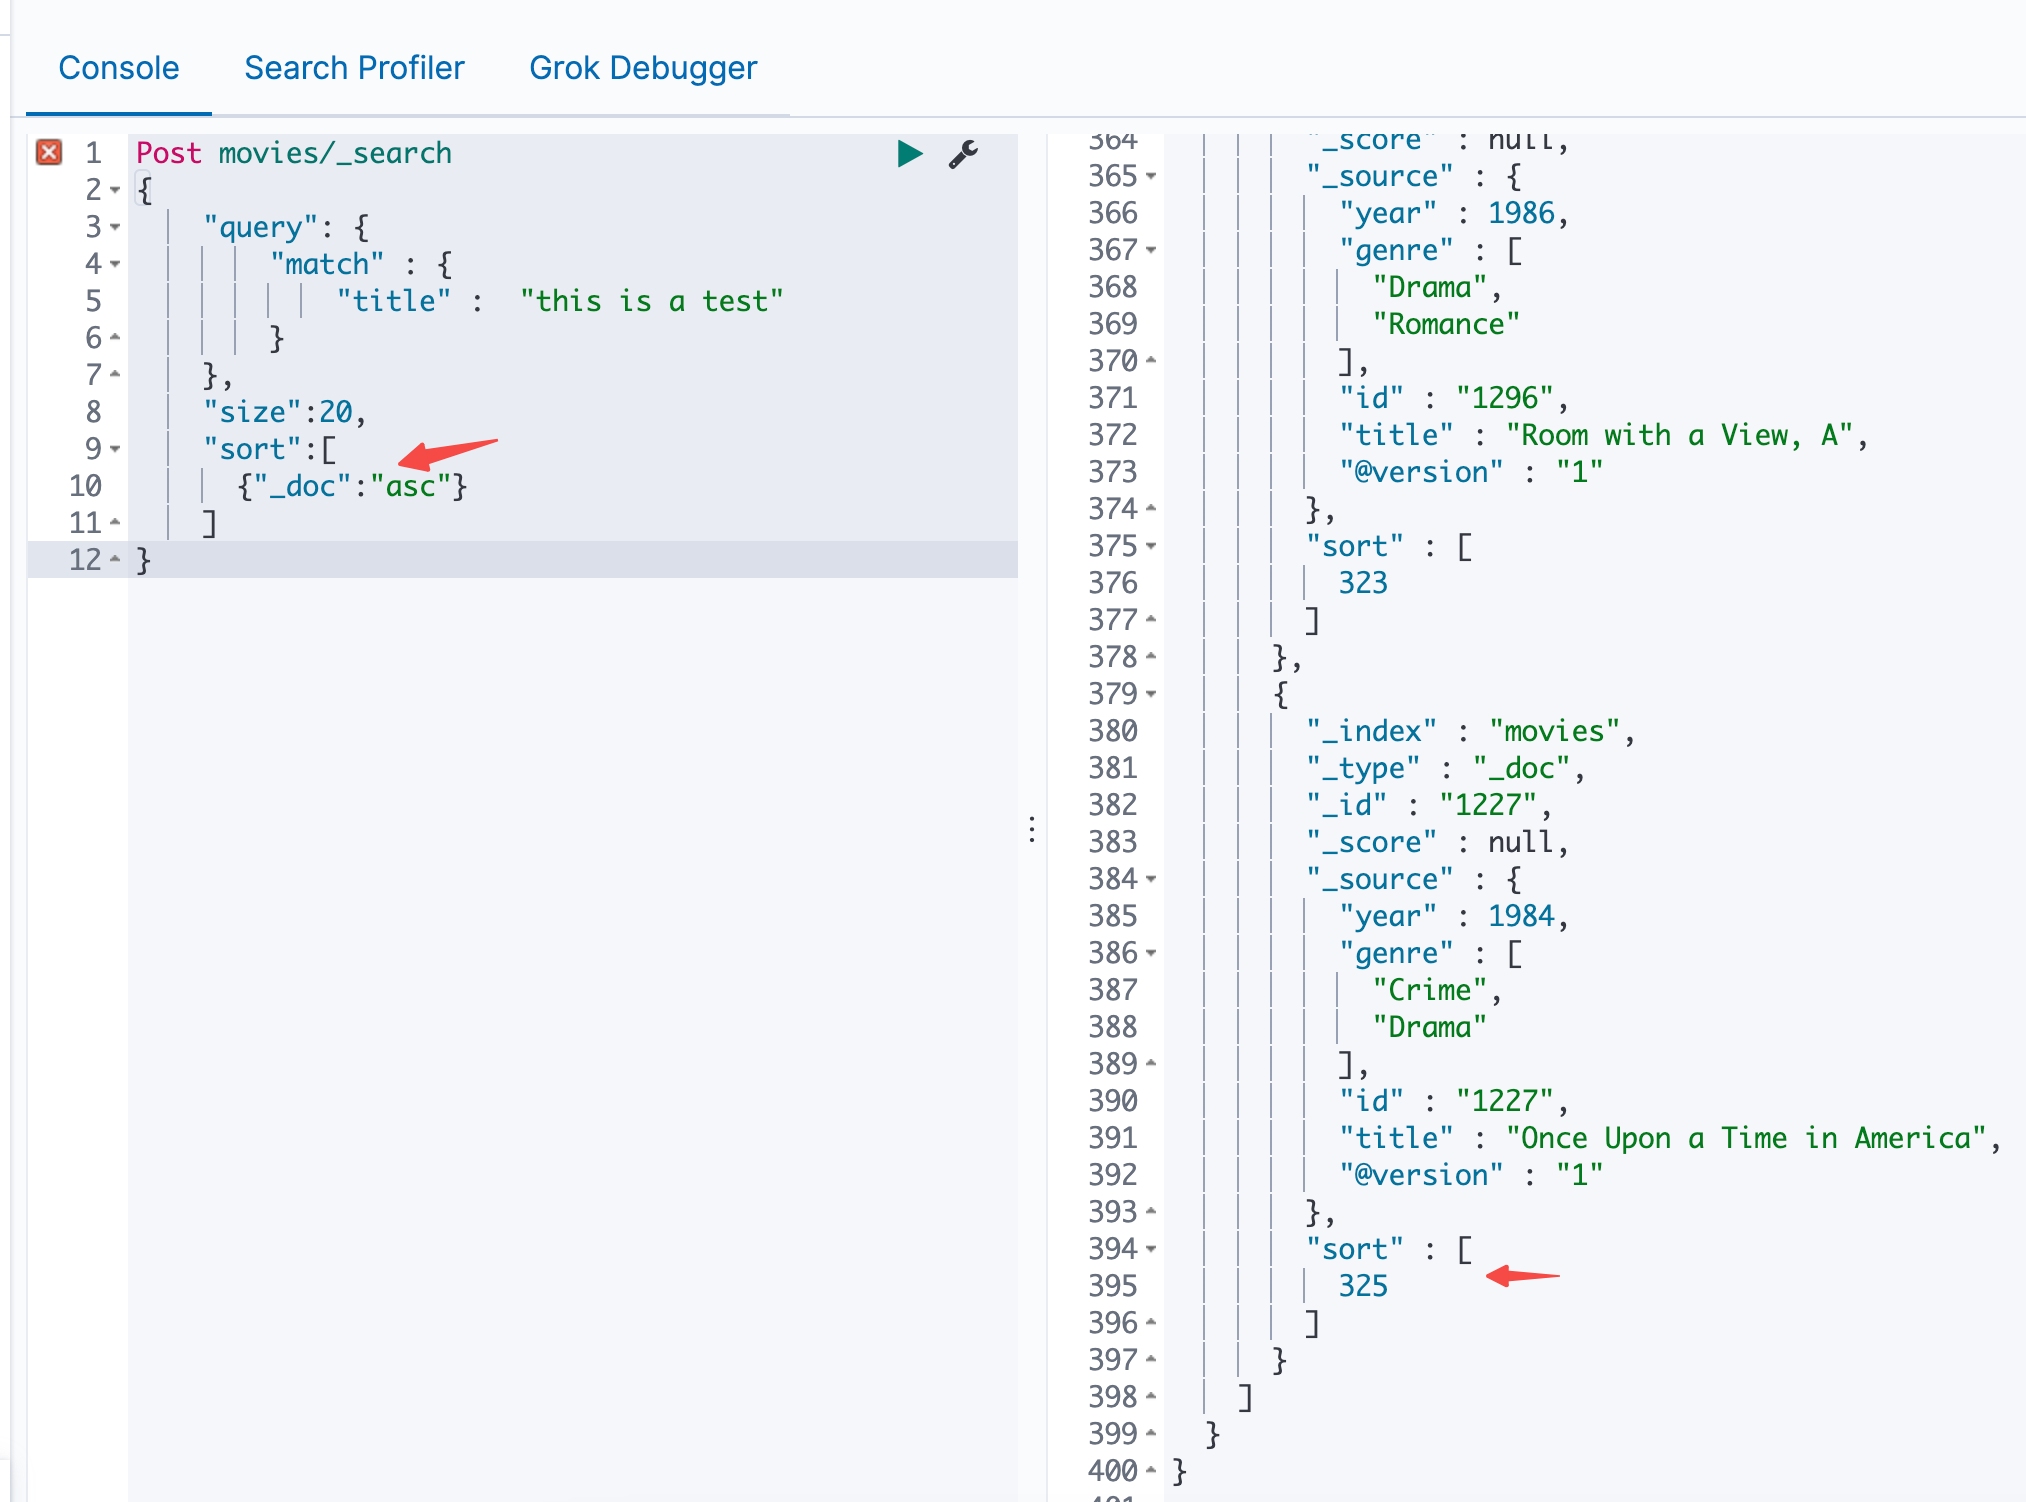 Console Search Profiler Grok Debugger
1 Post movies/_search
2 {
3 "query": {
4 "match" : {
5 "title" : "this is a test"
6 }
7 },
8 "size":20,
9 "sort":[
10 {"_doc":"asc"}
11 ]
12 }
364 "_score" : null,
365 "_source" : {
366 "year" : 1986,
367 "genre" : [
368 "Drama",
369 "Romance"
370 ],
371 "id" : "1296",
372 "title" : "Room with a View, A",
373 "@version" : "1"
374 },
375 "sort" : [
376 323
377 ]
378 },
379 {
380 "_index" : "movies",
381 "_type" : "_doc",
382 "_id" : "1227",
383 "_score" : null,
384 "_source" : {
385 "year" : 1984,
386 "genre" : [
387 "Crime",
388 "Drama"
389 ],
390 "id" : "1227",
391 "title" : "Once Upon a Time in America",
392 "@version" : "1"
393 },
394 "sort" : [
395 325
396 ]
397 }
398 ]
399 }
400 }
401